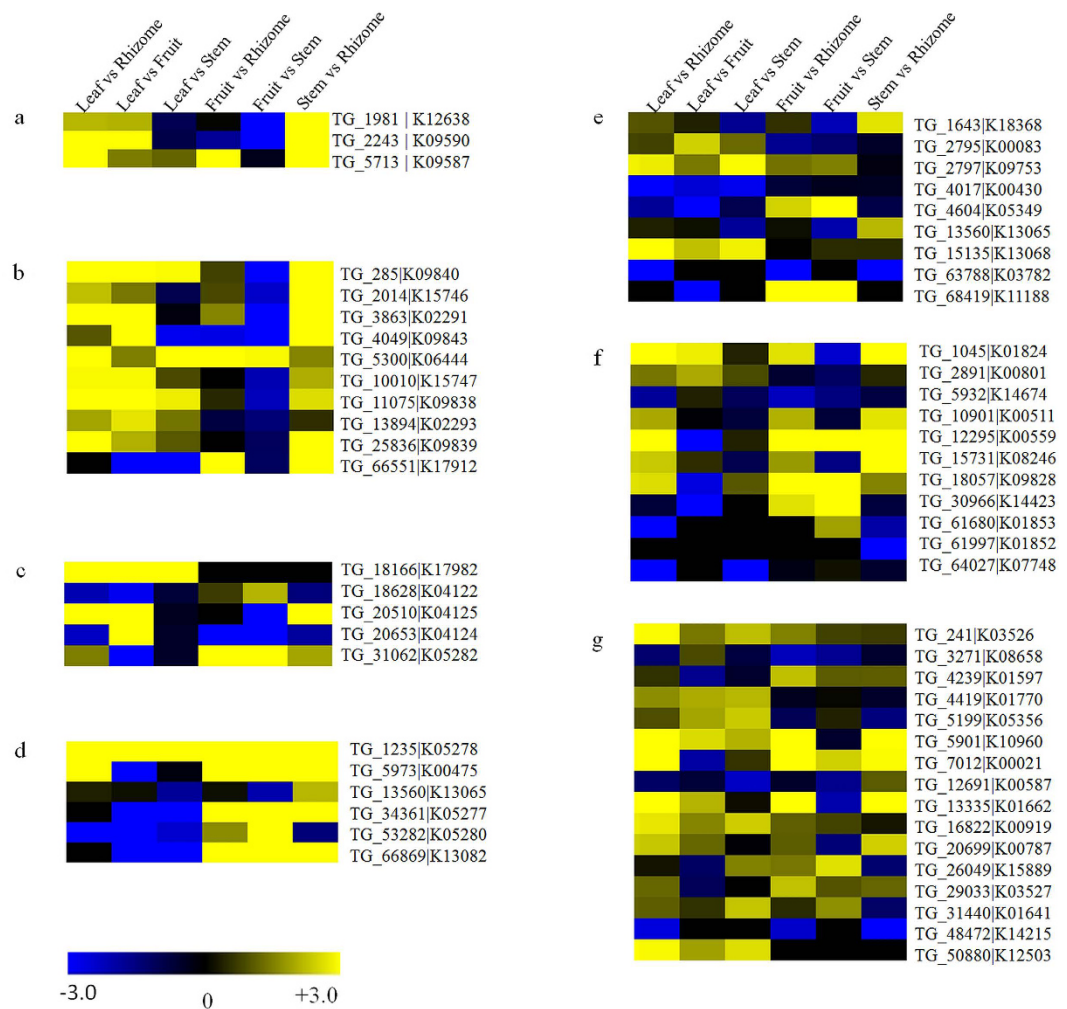 Leaf vs Rhizome
Leaf vs Fruit
Leaf vs Stem
Fruit vs Rhizome
Fruit vs Stem
Stem vs Rhizome
a
TG_1981 | K12638
TG_2243 | K09590
TG_5713 | K09587
b
TG_285|K09840
TG_2014|K15746
TG_3863|K02291
TG_4049|K09843
TG_5300|K06444
TG_10010|K15747
TG_11075|K09838
TG_13894|K02293
TG_25836|K09839
TG_66551|K17912
c
TG_18166|K17982
TG_18628|K04122
TG_20510|K04125
TG_20653|K04124
TG_31062|K05282
d
TG_1235|K05278
TG_5973|K00475
TG_13560|K13065
TG_34361|K05277
TG_53282|K05280
TG_66869|K13082
-3.0
0
+3.0
Leaf vs Rhizome
Leaf vs Fruit
Leaf vs Stem
Fruit vs Rhizome
Fruit vs Stem
Stem vs Rhizome
e
TG_1643|K18368
TG_2795|K00083
TG_2797|K09753
TG_4017|K00430
TG_4604|K05349
TG_13560|K13065
TG_15135|K13068
TG_63788|K03782
TG_68419|K11188
f
TG_1045|K01824
TG_2891|K00801
TG_5932|K14674
TG_10901|K00511
TG_12295|K00559
TG_15731|K08246
TG_18057|K09828
TG_30966|K14423
TG_61680|K01853
TG_61997|K01852
TG_64027|K07748
g
TG_241|K03526
TG_3271|K08658
TG_4239|K01597
TG_4419|K01770
TG_5199|K05356
TG_5901|K10960
TG_7012|K00021
TG_12691|K00587
TG_13335|K01662
TG_16822|K00919
TG_20699|K00787
TG_26049|K15889
TG_29033|K03527
TG_31440|K01641
TG_48472|K14215
TG_50880|K12503